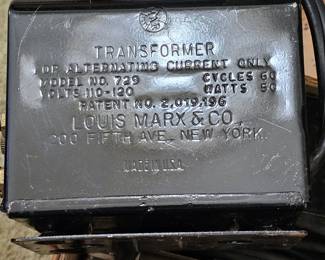 TRANSFORMER
FOR ALTERNATING CURRENT ONLY
MODEL NO. 729 CYCLES 60
VOLTS 110-120 WATTS 50
PATENT NO. 2,019,196
LOUIS MARX & CO.,
200 FIFTH AVE. NEW YORK.
MADE IN U.S.A.